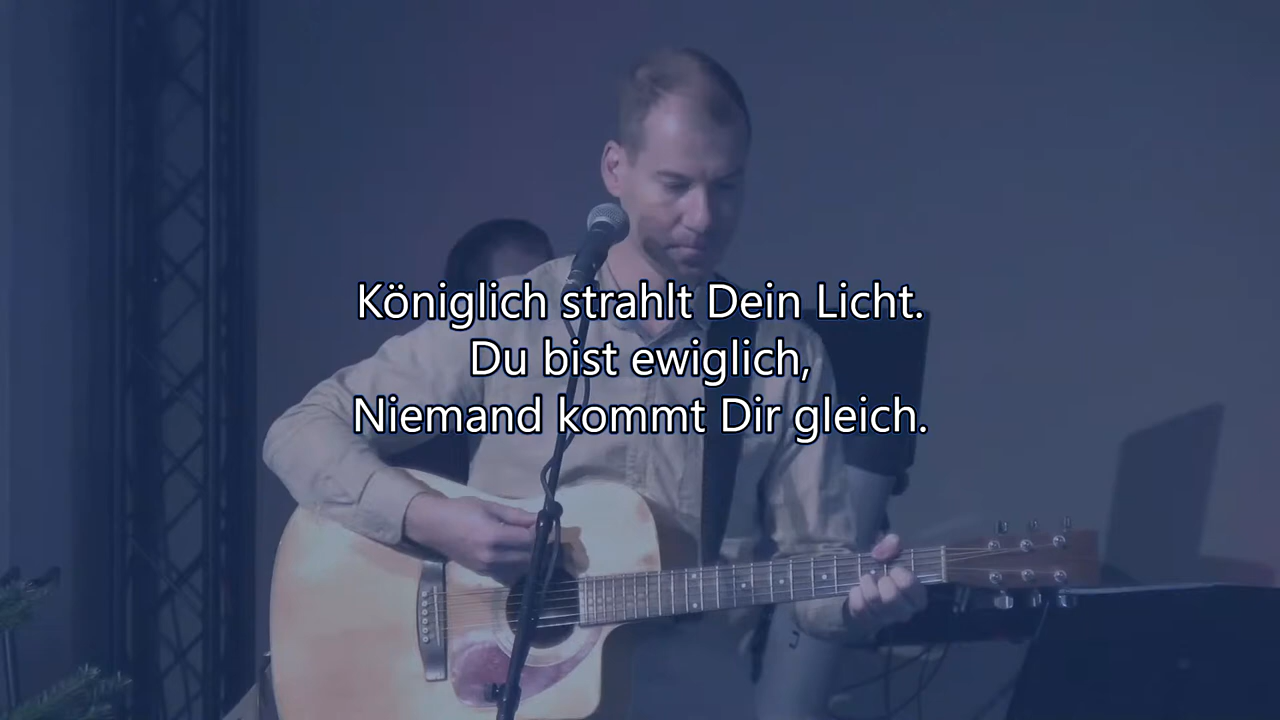 Königlich strahlt Dein Licht.
Du bist ewiglich,
Niemand kommt Dir gleich.